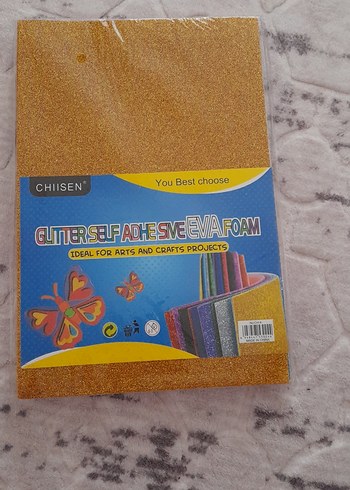 CHIISEN®
You Best choose
GLITTER SELF ADHESIVE EVA FOAM
IDEAL FOR ARTS AND CRAFTS PROJECTS